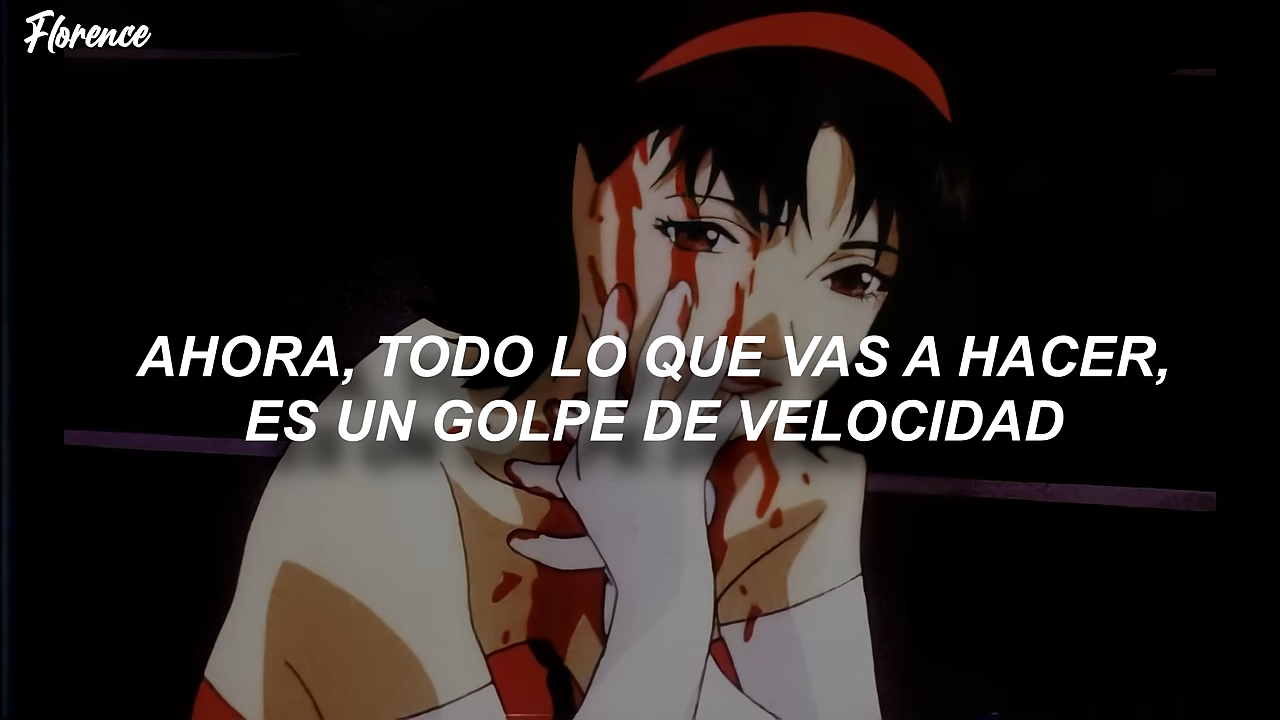 Florence
AHORA, TODO LO QUE VAS A HACER,
ES UN GOLPE DE VELOCIDAD